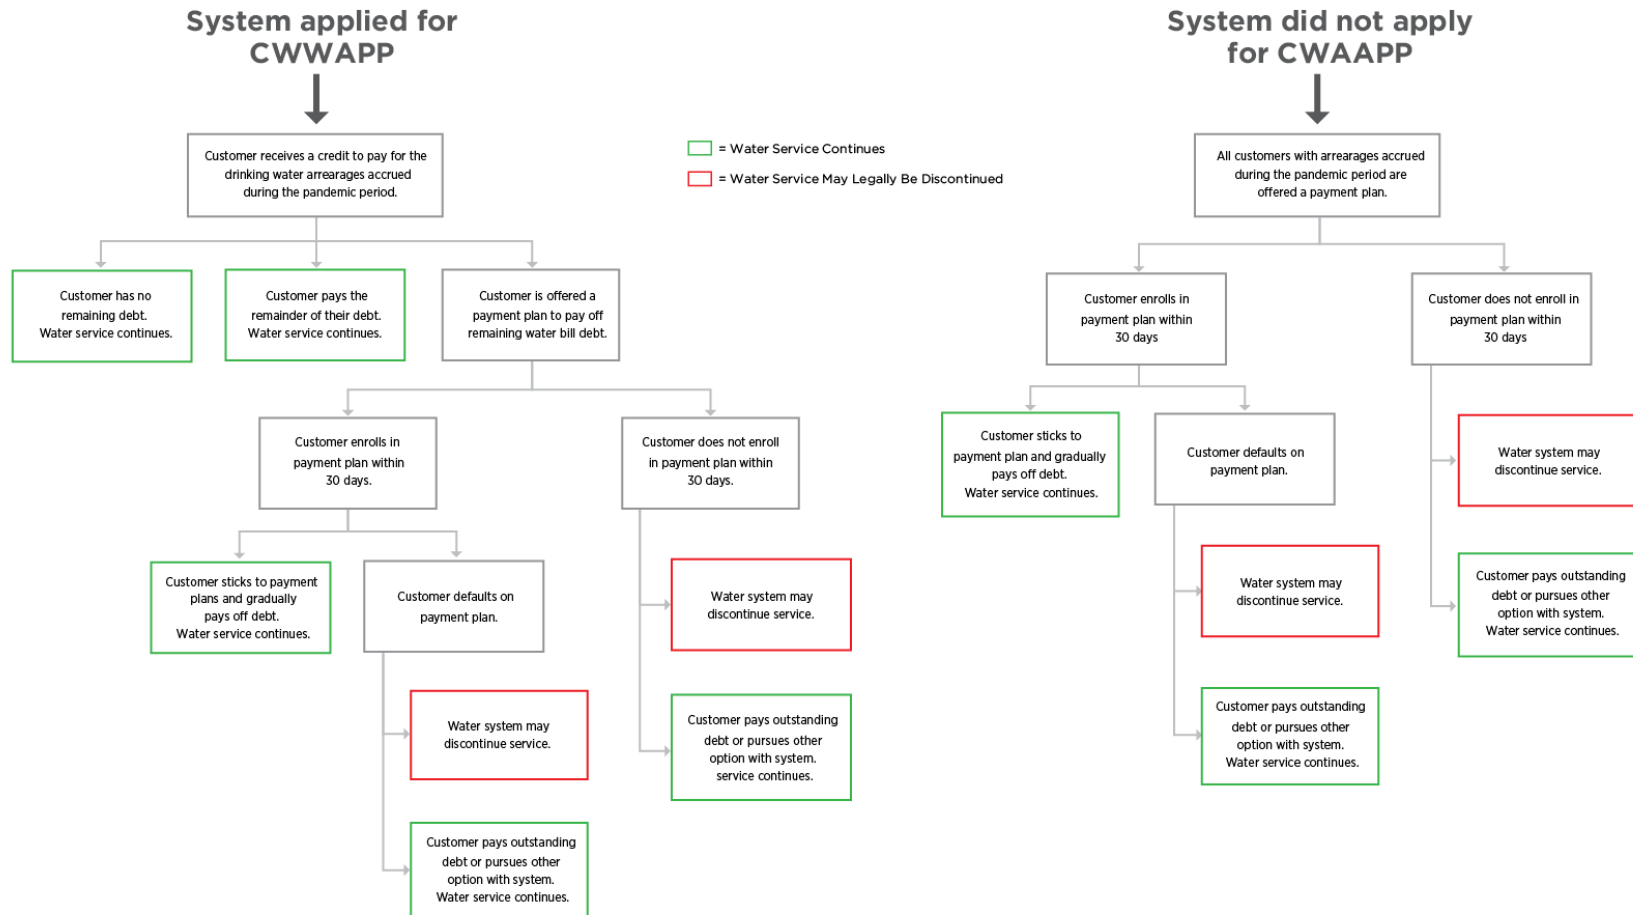 System applied for
CWWAPP
Customer receives a credit to pay for the
drinking water arrearages accrued
during the pandemic period.
Customer has no
remaining debt.
Water service continues.
Customer pays the
remainder of their debt.
Water service continues.
Customer is offered a
payment plan to pay off
remaining water bill debt.
Customer enrolls in
payment plan within
30 days.
Customer does not enroll
in payment plan within
30 days.
Customer sticks to payment
plans and gradually
pays off debt.
Water service continues.
Customer defaults on
payment plan.
Water system may
discontinue service.
Customer pays outstanding
debt or pursues other
option with system.
Water service continues.
Water system may
discontinue service.
Customer pays outstanding
debt or pursues other
option with system.
service continues.
= Water Service Continues
= Water Service May Legally Be Discontinued
System did not apply
for CWAAPP
All customers with arrearages accrued
during the pandemic period are
offered a payment plan.
Customer enrolls in
payment plan within
30 days
Customer does not enroll in
payment plan within
30 days
Customer sticks to
payment plan and gradually
pays off debt.
Water service continues.
Customer defaults on
payment plan.
Water system may
discontinue service.
Customer pays outstanding
debt or pursues other
option with system.
Water service continues.
Water system may
discontinue service.
Customer pays outstanding
debt or pursues other
option with system.
Water service continues.